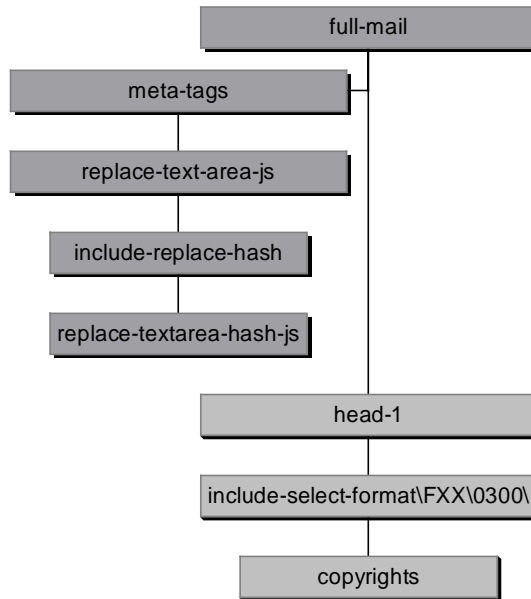 full-mail
meta-tags
replace-text-area-js
include-replace-hash
replace-textarea-hash-js
head-1
include-select-format\FXX\0300\
copyrights